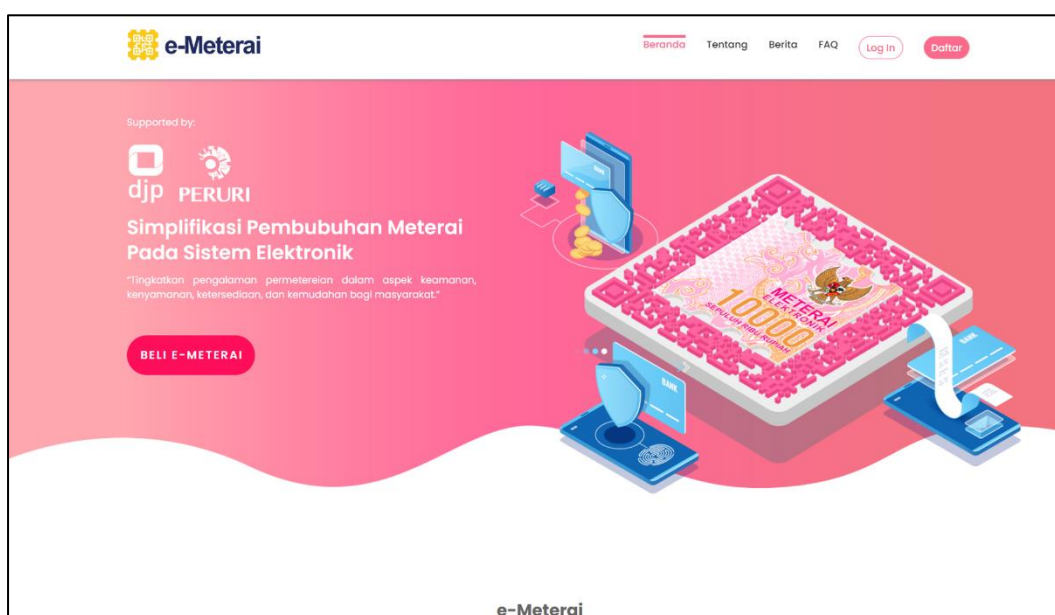 e-Meterai
Beranda
Tentang
Berita
FAQ
Log In
Daftar
Supported by:
djp
PERURI
Simplifikasi Pembubuhan Meterai
Pada Sistem Elektronik
“Tingkatkan pengalaman permetereian dalam aspek keamanan,
kenyamanan, ketersediaan, dan kemudahan bagi masyarakat.”
BELI E-METERAI
BANK
METERAI
ELEKTRONIK
10000
SEPULUH RIBU RUPIAH
BANK
BANK
e-Meterai